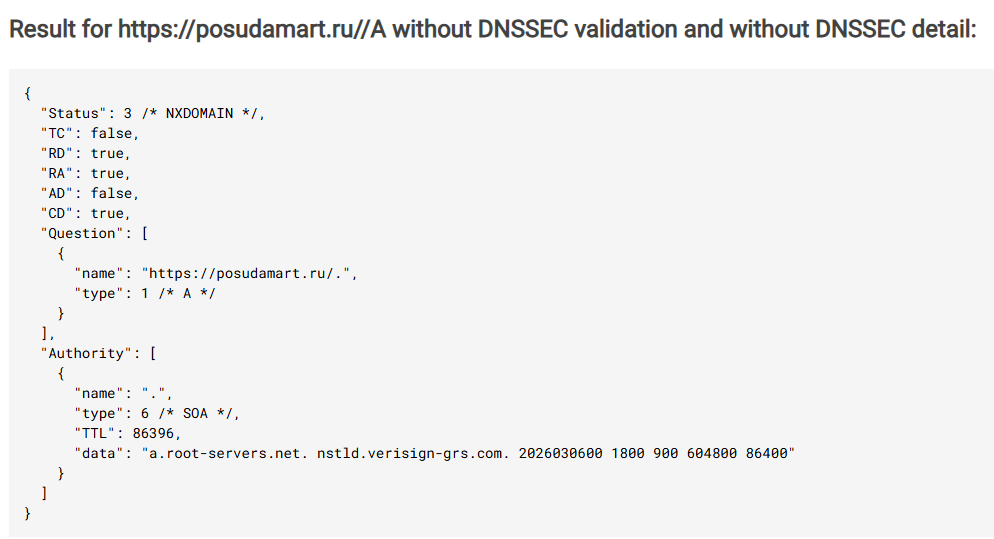 Result for https://posudamart.ru//A without DNSSEC validation and without DNSSEC detail:
{
  "Status": 3 /* NXDOMAIN */,
  "TC": false,
  "RD": true,
  "RA": true,
  "AD": false,
  "CD": true,
  "Question": [
    {
      "name": "https://posudamart.ru/.",
      "type": 1 /* A */
    }
  ],
  "Authority": [
    {
      "name": ".",
      "type": 6 /* SOA */,
      "TTL": 86396,
      "data": "a.root-servers.net. nstld.verisign-grs.com. 2026030600 1800 900 604800 86400"
    }
  ]
}